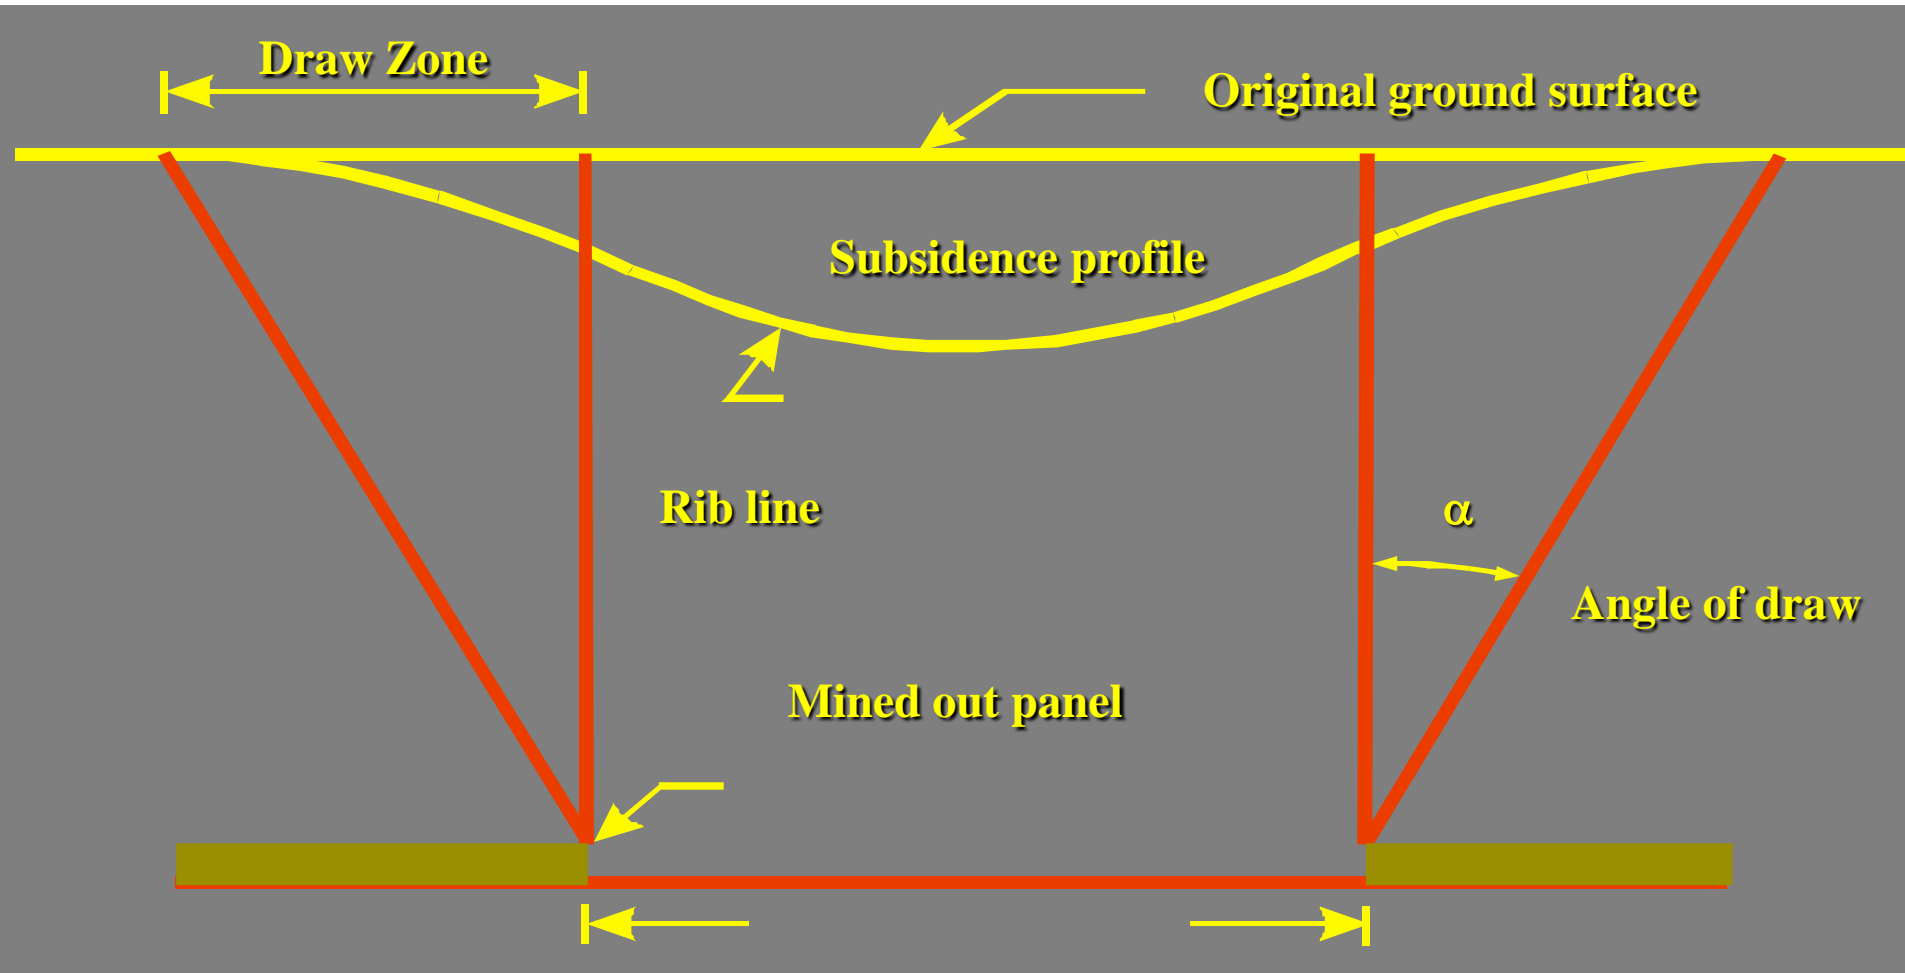 Draw Zone
Original ground surface
Subsidence profile
Rib line
α
Angle of draw
Mined out panel